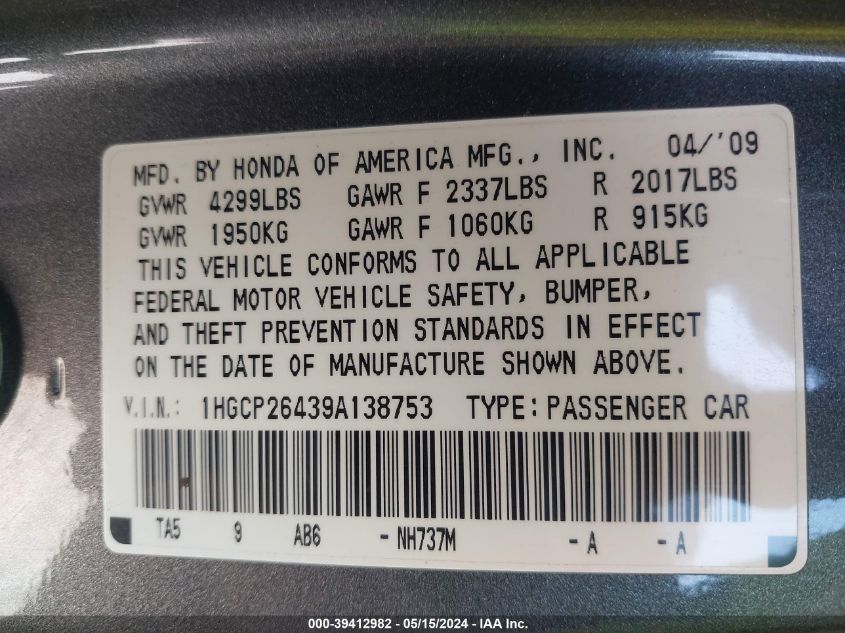 MFD. BY HONDA OF AMERICA MFG., INC. 04/'09
GVWR 4299LBS GAWR F 2337LBS R 2017LBS
GVWR 1950KG GAWR F 1060KG R 915KG
THIS VEHICLE CONFORMS TO ALL APPLICABLE
FEDERAL MOTOR VEHICLE SAFETY, BUMPER,
AND THEFT PREVENTION STANDARDS IN EFFECT
ON THE DATE OF MANUFACTURE SHOWN ABOVE.
V.I.N.: 1HGCP26439A138753 TYPE: PASSENGER CAR
TA5 9 AB6 - NH737M - A - A
000-39412982 - 05/15/2024 - IAA Inc.